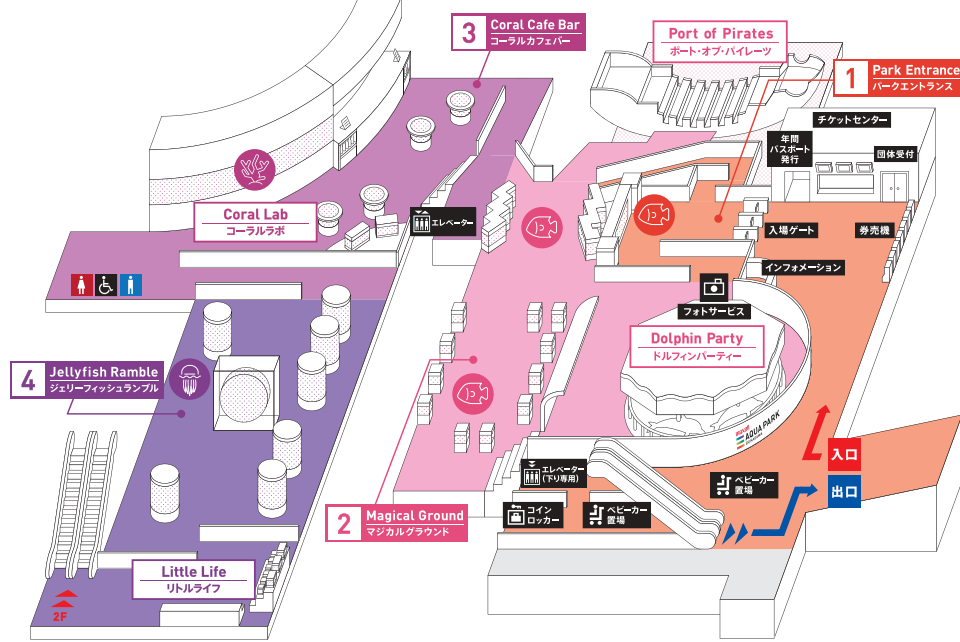 3
Coral Cafe Bar
コーラルカフェバー
Port of Pirates
ポート・オブ・パイレーツ
1
Park Entrance
パークエントランス
チケットセンター
年間
パスポート
発行
団体受付
Coral Lab
コーラルラボ
エレベーター
入場ゲート
券売機
インフォメーション
フォトサービス
Dolphin Party
ドルフィンパーティー
4
Jellyfish Ramble
ジェリーフィッシュランブル
maxell
AQUA PARK
SHINAGAWA
入口
出口
エレベーター
(下り専用)
ベビーカー
置場
コイン
ロッカー
ベビーカー
置場
2
Magical Ground
マジカルグラウンド
Little Life
リトルライフ
2F